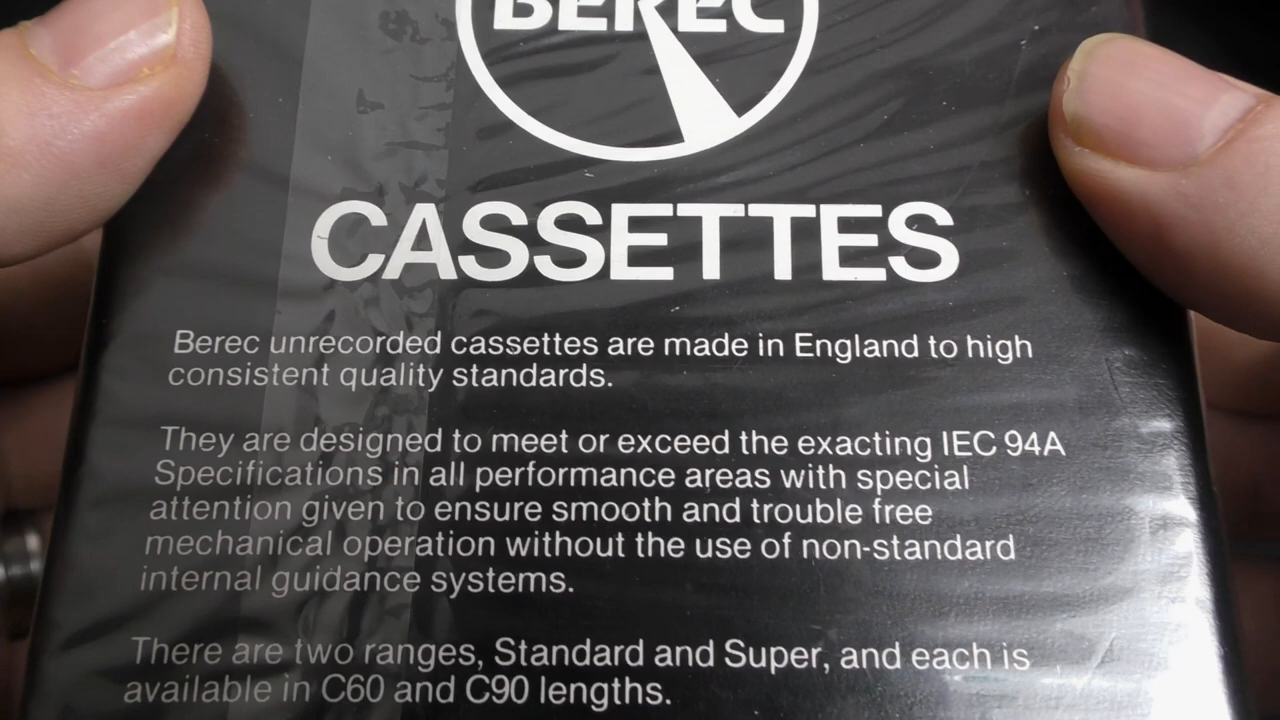 BEREC
CASSETTES
Berec unrecorded cassettes are made in England to high
consistent quality standards.
They are designed to meet or exceed the exacting IEC 94A
Specifications in all performance areas with special
attention given to ensure smooth and trouble free
mechanical operation without the use of non-standard
internal guidance systems.
There are two ranges, Standard and Super, and each is
available in C60 and C90 lengths.